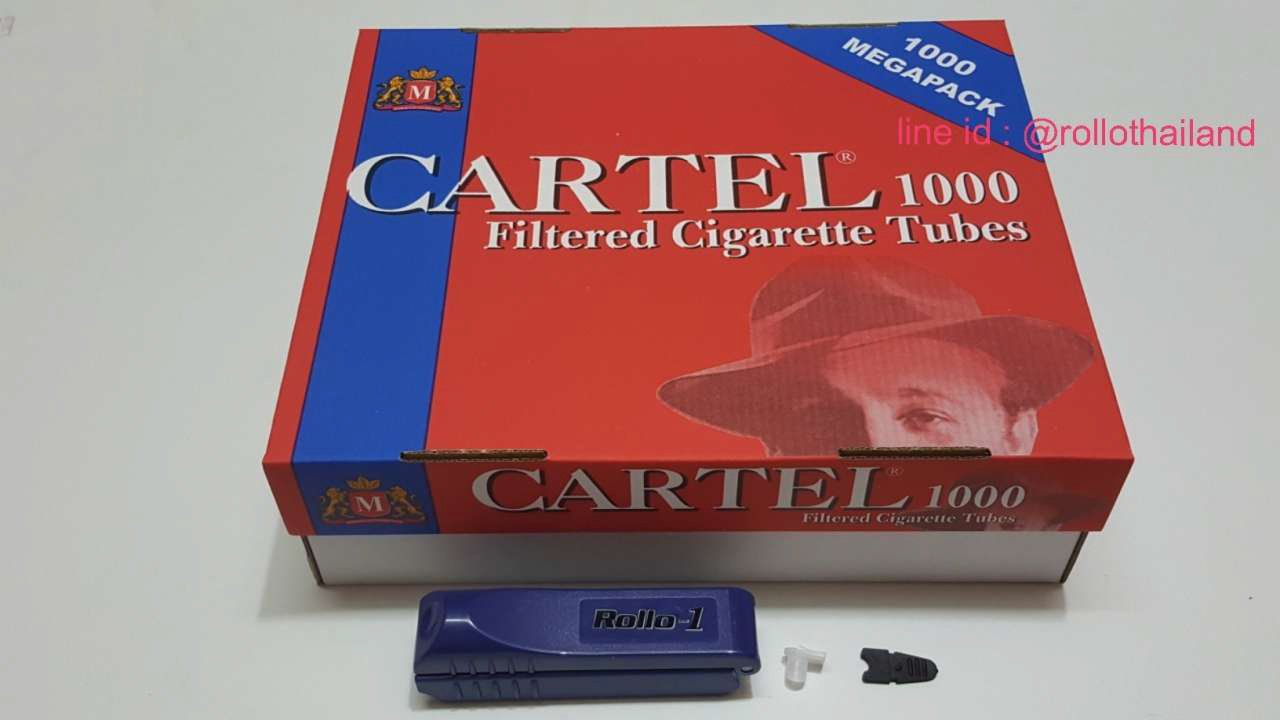 1000
MEGAPACK
line id : @rollothailand
M
CARTEL® 1000
Filtered Cigarette Tubes
M
CARTEL® 1000
Filtered Cigarette Tubes
Rollo-1